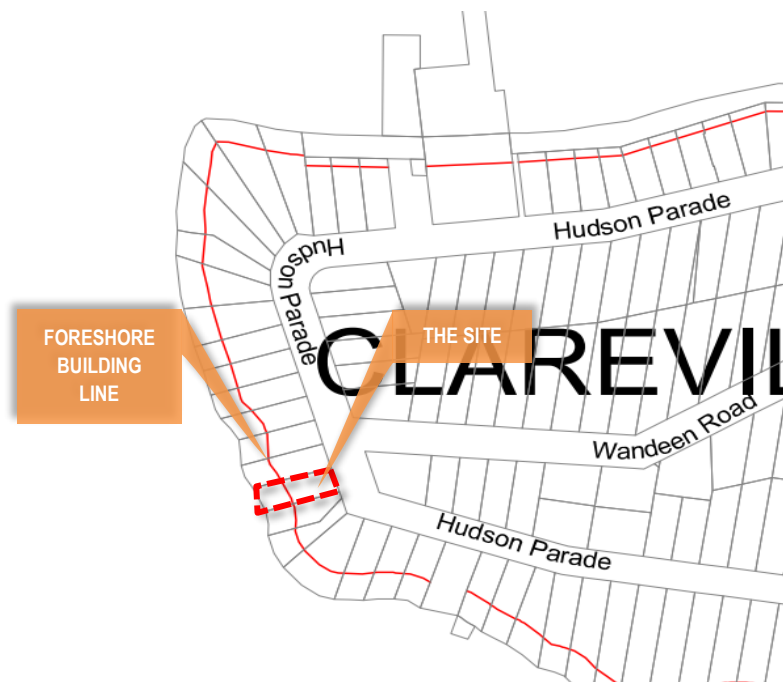 Hudson Parade
Hudson Parade
FORESHORE
BUILDING
LINE
THE SITE
CLAREVIL
Wandeen Road
Hudson Parade